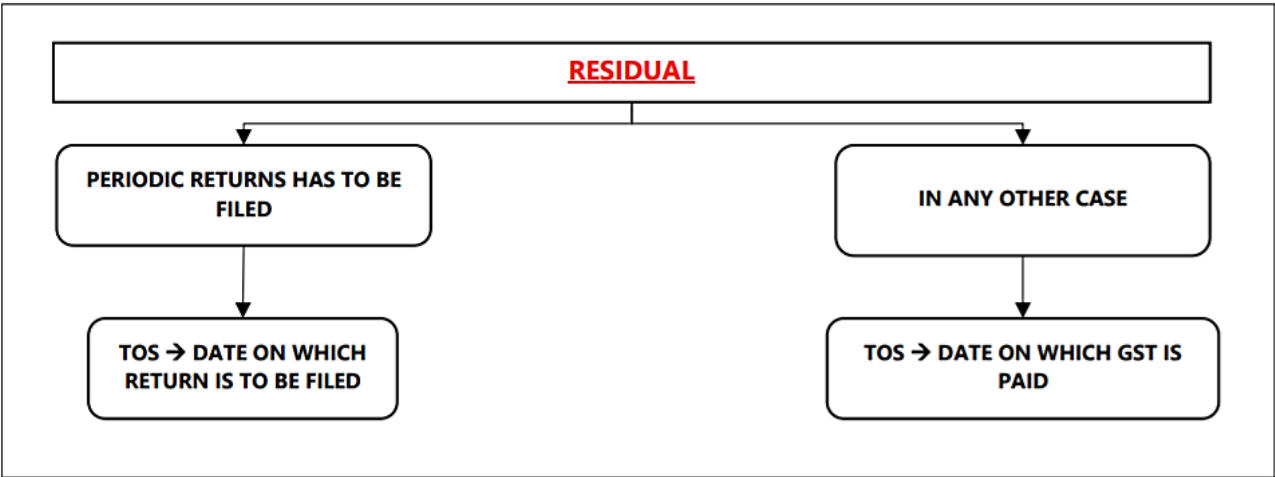 RESIDUAL
PERIODIC RETURNS HAS TO BE
FILED
IN ANY OTHER CASE
TOS → DATE ON WHICH
RETURN IS TO BE FILED
TOS → DATE ON WHICH GST IS
PAID